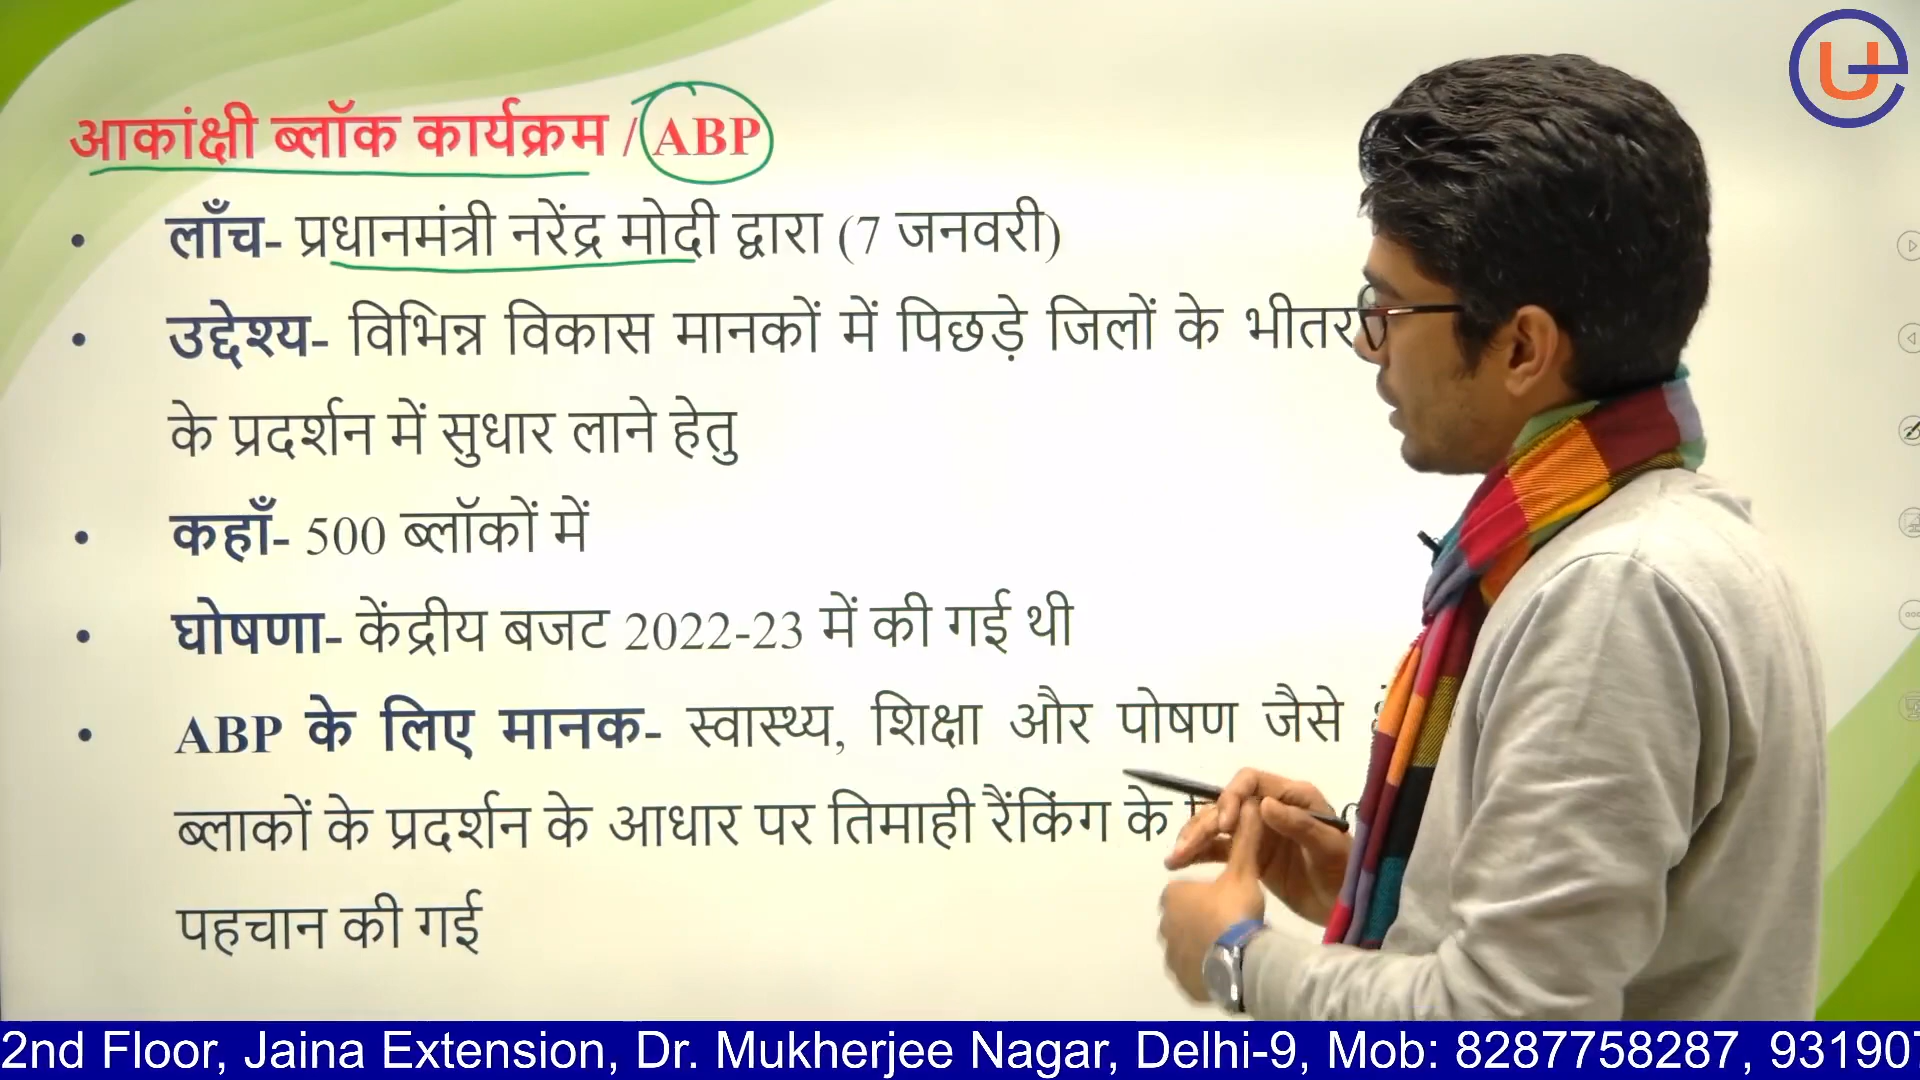 आकांक्षी ब्लॉक कार्यक्रम / ABP
• लाँच- प्रधानमंत्री नरेंद्र मोदी द्वारा (7 जनवरी)
• उद्देश्य- विभिन्न विकास मानकों में पिछड़े जिलों के भीतर
के प्रदर्शन में सुधार लाने हेतु
• कहाँ- 500 ब्लॉकों में
• घोषणा- केंद्रीय बजट 2022-23 में की गई थी
• ABP के लिए मानक- स्वास्थ्य, शिक्षा और पोषण जैसे
ब्लाकों के प्रदर्शन के आधार पर तिमाही रैंकिंग के
पहचान की गई
2nd Floor, Jaina Extension, Dr. Mukherjee Nagar, Delhi-9, Mob: 8287758287, 93190